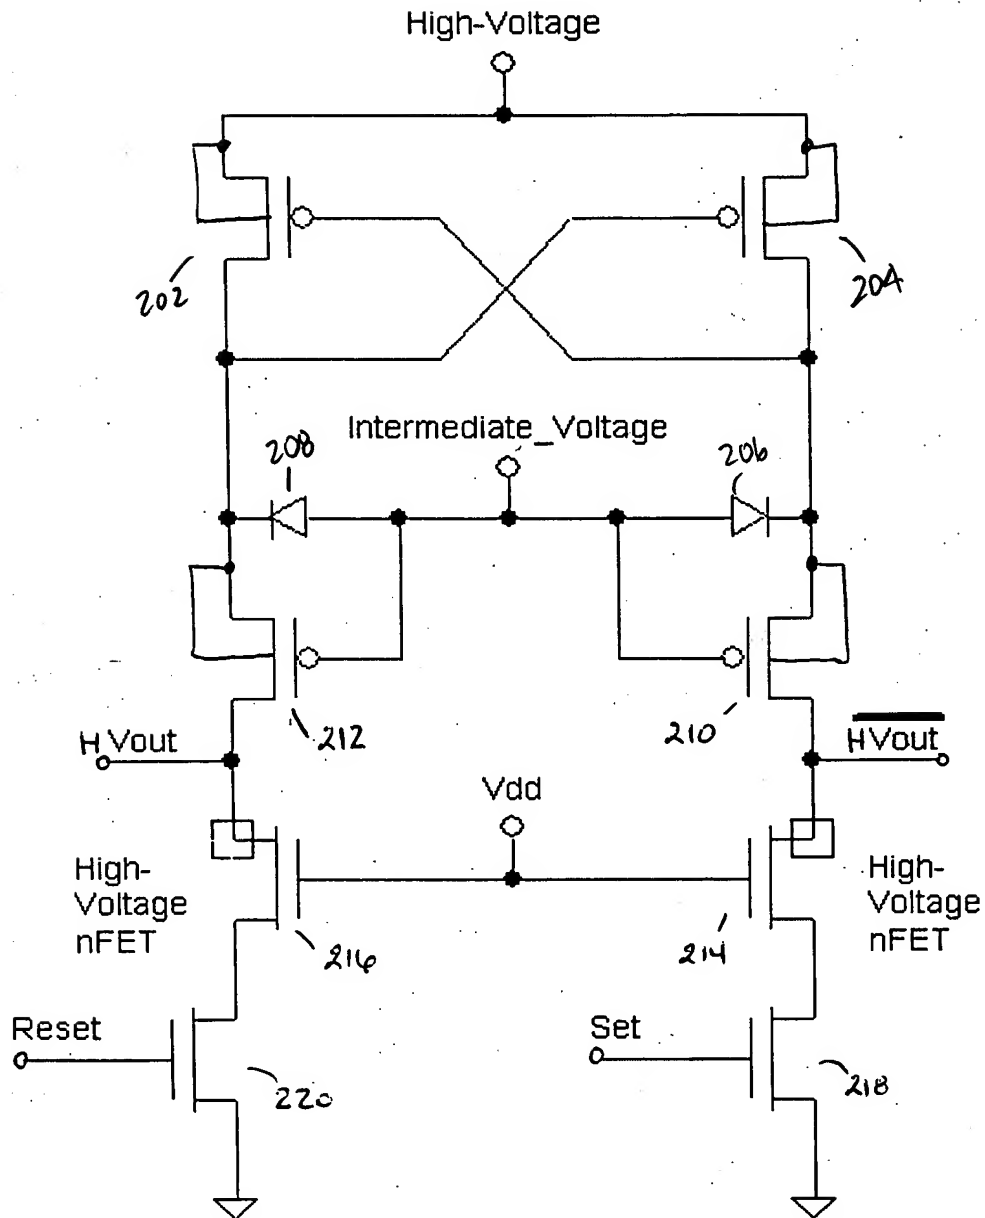 High-Voltage
202
204
Intermediate_Voltage
208
206
212
210
HVout
HVout
Vdd
High-
Voltage
nFET
High-
Voltage
nFET
216
214
Reset
Set
220
218